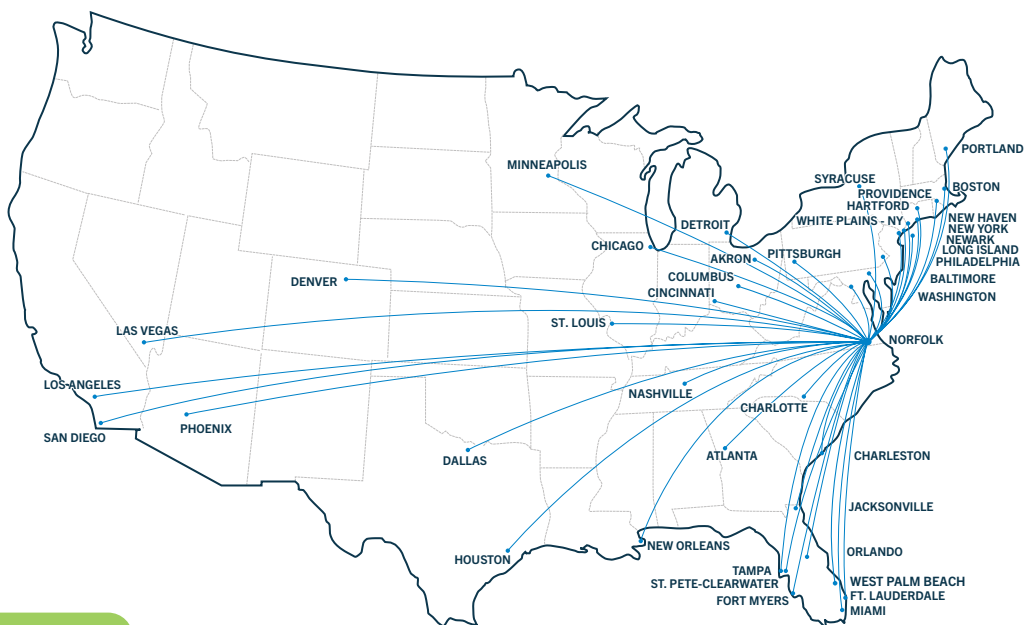 PORTLAND
MINNEAPOLIS
SYRACUSE
BOSTON
PROVIDENCE
HARTFORD
WHITE PLAINS - NY
NEW HAVEN
DETROIT
NEW YORK
NEWARK
CHICAGO
LONG ISLAND
PITTSBURGH
AKRON
PHILADELPHIA
COLUMBUS
BALTIMORE
DENVER
CINCINNATI
WASHINGTON
ST. LOUIS
LAS VEGAS
NORFOLK
LOS ANGELES
NASHVILLE
CHARLOTTE
PHOENIX
SAN DIEGO
ATLANTA
CHARLESTON
DALLAS
JACKSONVILLE
NEW ORLEANS
ORLANDO
HOUSTON
TAMPA
WEST PALM BEACH
ST. PETE-CLEARWATER
FT. LAUDERDALE
FORT MYERS
MIAMI